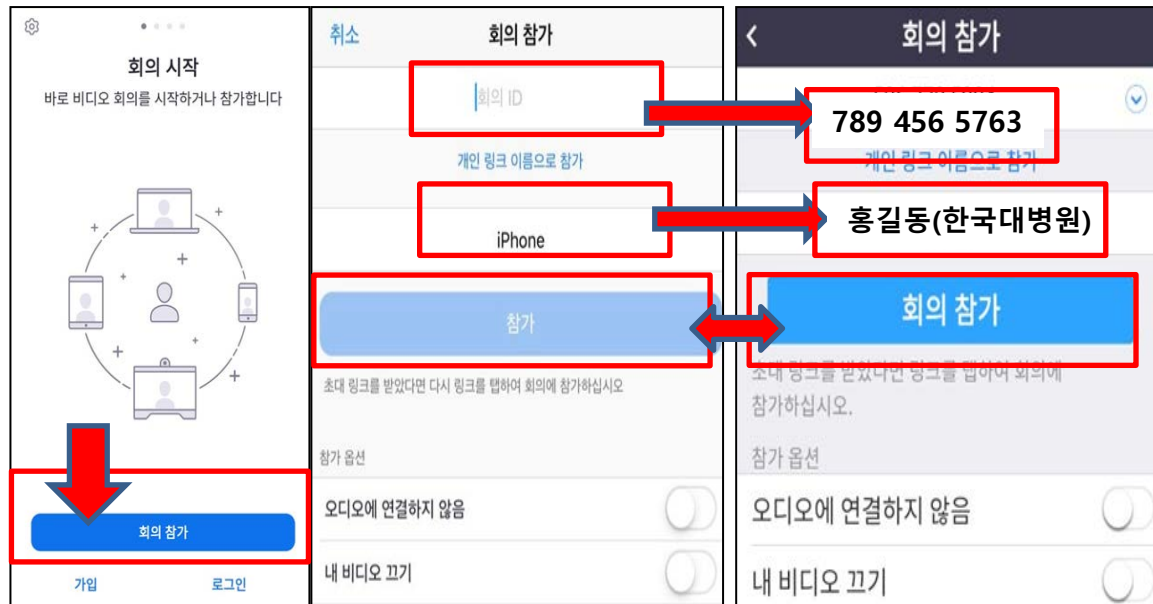 회의 시작
바로 비디오 회의를 시작하거나 참가합니다
회의 참가
가입
로그인
취소
회의 참가
회의 ID
개인 링크 이름으로 참가
iPhone
참가
초대 링크를 받았다면 다시 링크를 탭하여 회의에 참가하십시오
참가 옵션
오디오에 연결하지 않음
내 비디오 끄기
회의 참가
789 456 5763
개인 링크 이름으로 참가
홍길동(한국대병원)
회의 참가
초대 링크를 받았다면 링크를 탭하여 회의에
참가하십시오.
참가 옵션
오디오에 연결하지 않음
내 비디오 끄기